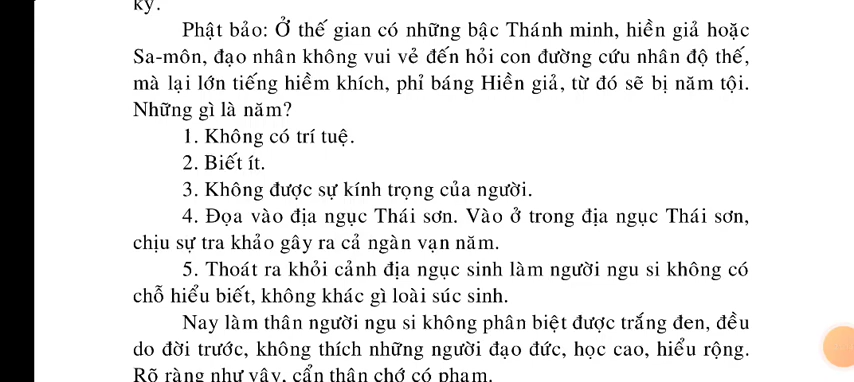 kỹ.
Phật bảo: Ở thế gian có những bậc Thánh minh, hiền giả hoặc
Sa-môn, đạo nhân không vui vẻ đến hỏi con đường cứu nhân độ thế,
mà lại lớn tiếng hiềm khích, phỉ báng Hiền giả, từ đó sẽ bị năm tội.
Những gì là năm?
1. Không có trí tuệ.
2. Biết ít.
3. Không được sự kính trọng của người.
4. Đọa vào địa ngục Thái sơn. Vào ở trong địa ngục Thái sơn,
chịu sự tra khảo gây ra cả ngàn vạn năm.
5. Thoát ra khỏi cảnh địa ngục sinh làm người ngu si không có
chỗ hiểu biết, không khác gì loài súc sinh.
Nay làm thân người ngu si không phân biệt được trắng đen, đều
do đời trước, không thích những người đạo đức, học cao, hiểu rộng.
Rõ ràng như vậy, cẩn thận chớ có phạm.